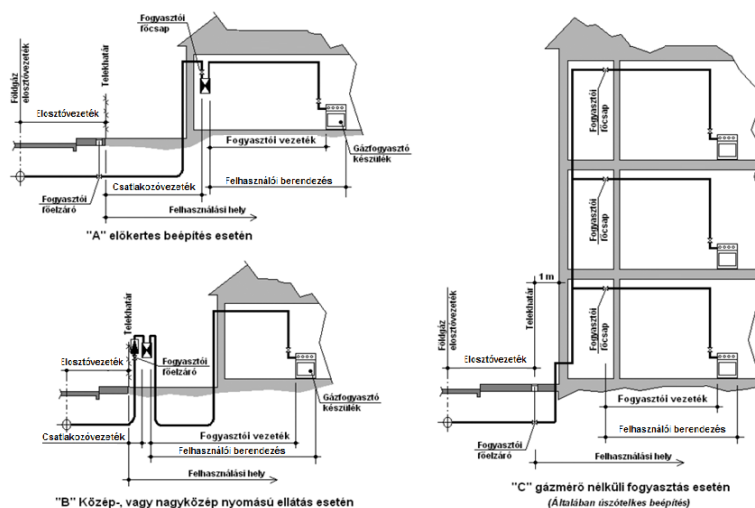 Fogyasztói
főcsap
Földgáz
elosztóvezeték
Telekhatár
Elosztóvezeték
Fogyasztói vezeték
Gázfogyasztó
készülék
Csatlakozóvezeték
Felhasználói berendezés
Fogyasztói
főelzáró
Felhasználási hely
"A" előkertes beépítés esetén
Telekhatár
Elosztóvezeték
Fogyasztói
főelzáró
Gázfogyasztó
készülék
Csatlakozóvezeték
Fogyasztói vezeték
Felhasználói berendezés
Felhasználási hely
"B" Közép-, vagy nagyközép nyomású ellátás esetén
Fogyasztói
főcsap
Fogyasztói
főcsap
Fogyasztói
főcsap
1 m
Földgáz
elosztóvezeték
Telekhatár
Elosztóvezeték
Fogyasztói vezeték
Felhasználói berendezés
Fogyasztói
főelzáró
Felhasználási hely
"C" gázmérő nélküli fogyasztás esetén
(Általában úszótelkes beépítés)